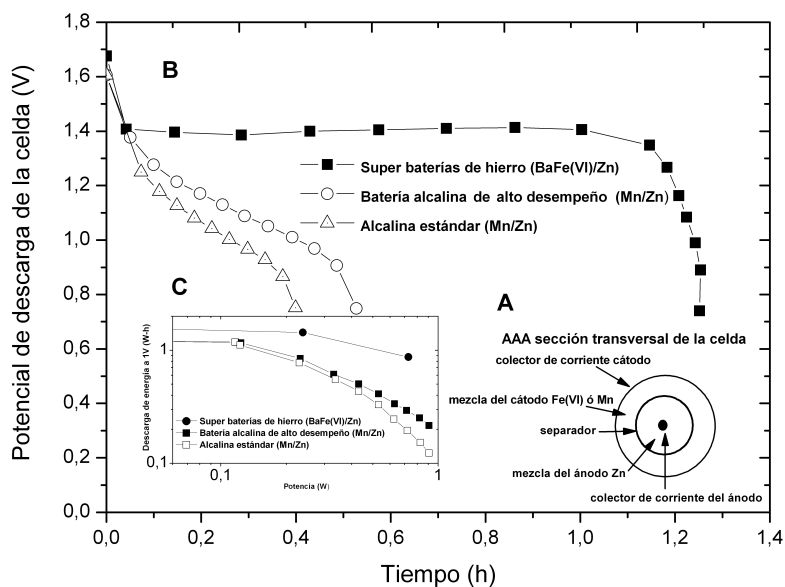 Potencial de descarga de la celda (V)
1,8
1,6
1,4
1,2
1,0
0,8
0,6
0,4
0,2
0,0
B
Super baterías de hierro (BaFe(VI)/Zn)
Batería alcalina de alto desempeño (Mn/Zn)
Alcalina estándar (Mn/Zn)
C
Descarga de energía a 1V (W-h)
1
0,1
Super baterías de hierro (BaFe(VI)/Zn)
Bateria alcalina de alto desempeño (Mn/Zn)
Alcalina estándar (Mn/Zn)
0,1
1
Potencia (W)
A
AAA sección transversal de la celda
colector de corriente cátodo
mezcla del cátodo Fe(VI) ó Mn
separador
mezcla del ánodo Zn
colector de corriente del ánodo
0,0
0,2
0,4
0,6
0,8
1,0
1,2
1,4
Tiempo (h)